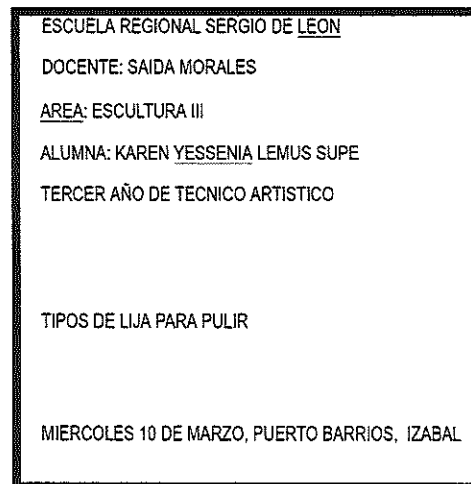 ESCUELA REGIONAL SERGIO DE LEON
DOCENTE: SAIDA MORALES
AREA: ESCULTURA III
ALUMNA: KAREN YESSENIA LEMUS SUPE
TERCER AÑO DE TECNICO ARTISTICO
TIPOS DE LIJA PARA PULIR
MIERCOLES 10 DE MARZO, PUERTO BARRIOS, IZABAL